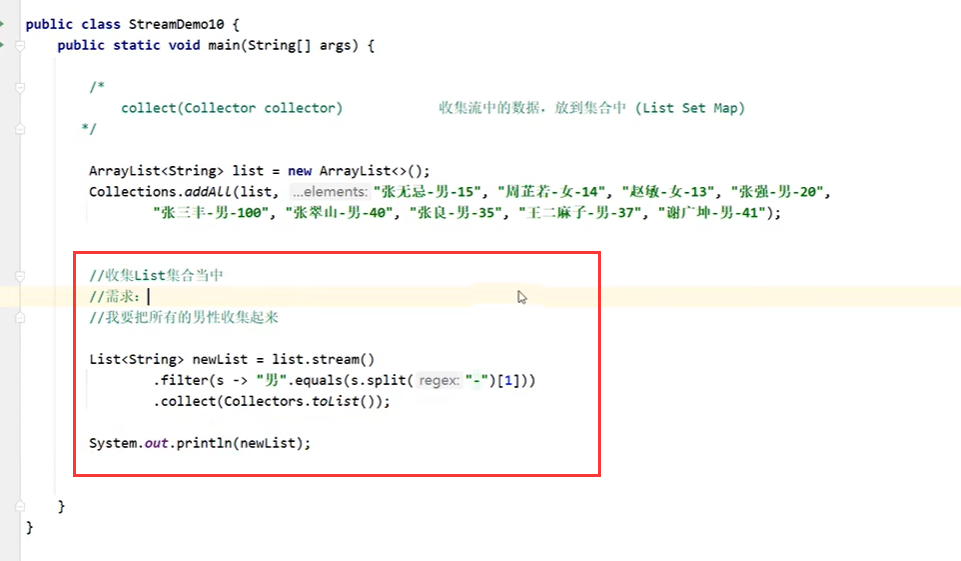 public class StreamDemo10 {
public static void main(String[] args) {
/*
collect(Collector collector) 收集流中的数据，放到集合中 (List Set Map)
*/
ArrayList<String> list = new ArrayList<>();
Collections.addAll(list, ...elements: "张无忌-男-15", "周芷若-女-14", "赵敏-女-13", "张强-男-20",
"张三丰-男-100", "张翠山-男-40", "张良-男-35", "王二麻子-男-37", "谢广坤-男-41");
//收集List集合当中
//需求：
//我要把所有的男性收集起来
List<String> newList = list.stream()
.filter(s -> "男".equals(s.split( regex: "-")[1]))
.collect(Collectors.toList());
System.out.println(newList);
}
}